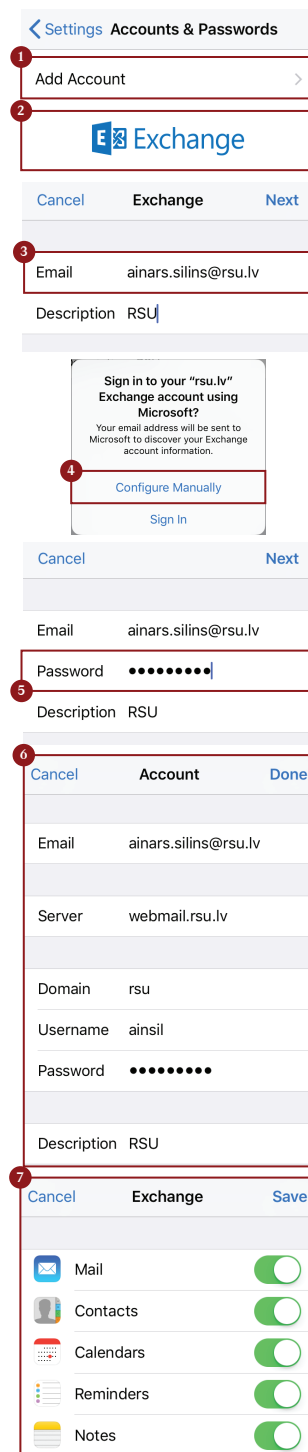 Settings Accounts & Passwords
1
Add Account
2
E Exchange
Cancel Exchange Next
3
Email ainars.silins@rsu.lv
Description RSU
Sign in to your “rsu.lv”
Exchange account using
Microsoft?
Your email address will be sent to
Microsoft to discover your Exchange
account information.
4
Configure Manually
Sign In
Cancel Next
Email ainars.silins@rsu.lv
Password ●●●●●●●●●
5
Description RSU
6
Cancel Account Done
Email ainars.silins@rsu.lv
Server webmail.rsu.lv
Domain rsu
Username ainsil
Password ●●●●●●●●●
Description RSU
7
Cancel Exchange Save
Mail
Contacts
Calendars
Reminders
Notes